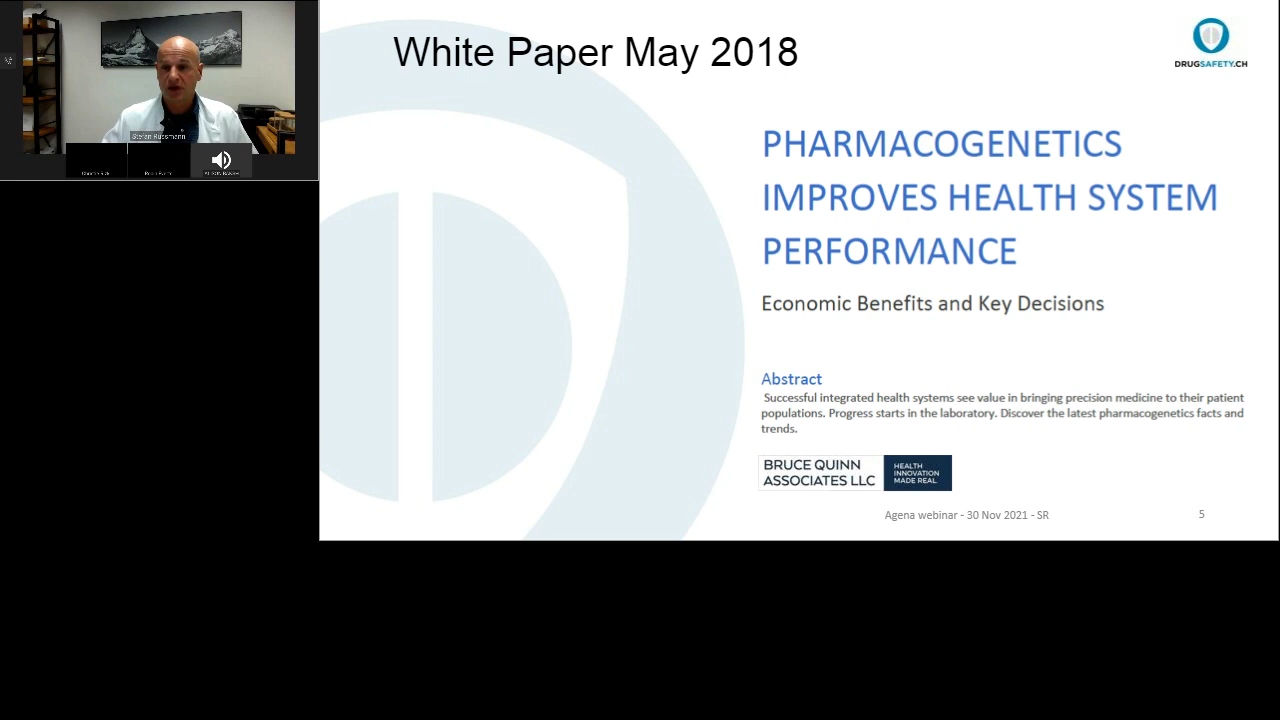 Stefan Russmann
White Paper May 2018
DRUGSAFETY.CH
PHARMACOGENETICS
IMPROVES HEALTH SYSTEM
PERFORMANCE
Economic Benefits and Key Decisions
Abstract
Successful integrated health systems see value in bringing precision medicine to their patient
populations. Progress starts in the laboratory. Discover the latest pharmacogenetics facts and
trends.
BRUCE QUINN
ASSOCIATES LLC
HEALTH
INNOVATION
MADE REAL
Agena webinar - 30 Nov 2021 - SR
5